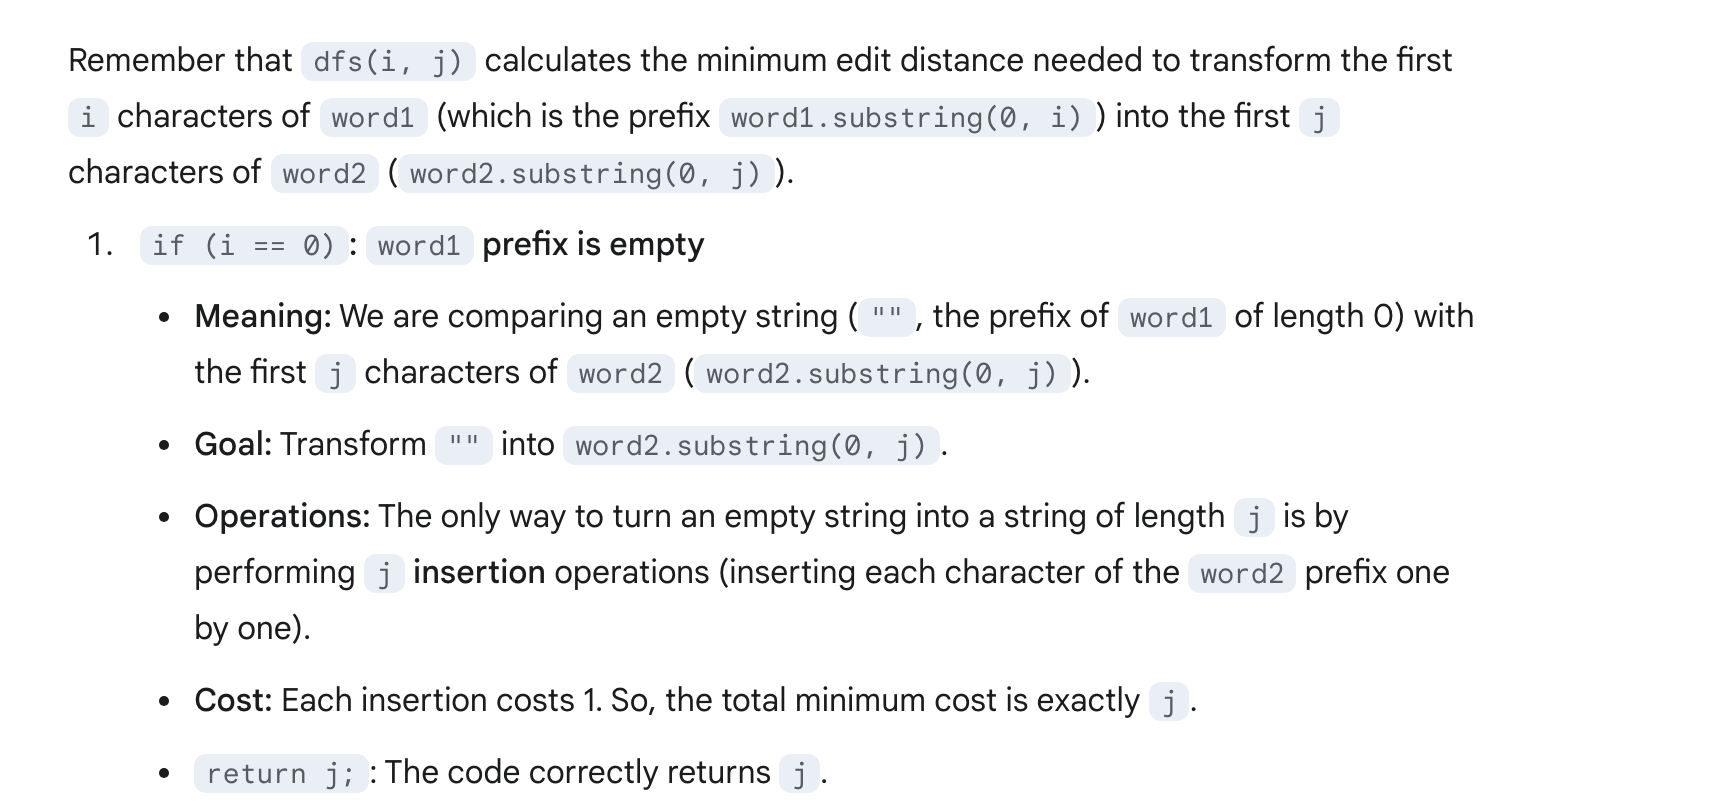 Remember that dfs(i, j) calculates the minimum edit distance needed to transform the first
i characters of word1 (which is the prefix word1.substring(0, i)) into the first j
characters of word2 (word2.substring(0, j)).
1. if (i == 0): word1 prefix is empty
• Meaning: We are comparing an empty string ("", the prefix of word1 of length 0) with
the first j characters of word2 (word2.substring(0, j)).
• Goal: Transform "" into word2.substring(0, j).
• Operations: The only way to turn an empty string into a string of length j is by
performing j insertion operations (inserting each character of the word2 prefix one
by one).
• Cost: Each insertion costs 1. So, the total minimum cost is exactly j.
• return j;: The code correctly returns j.